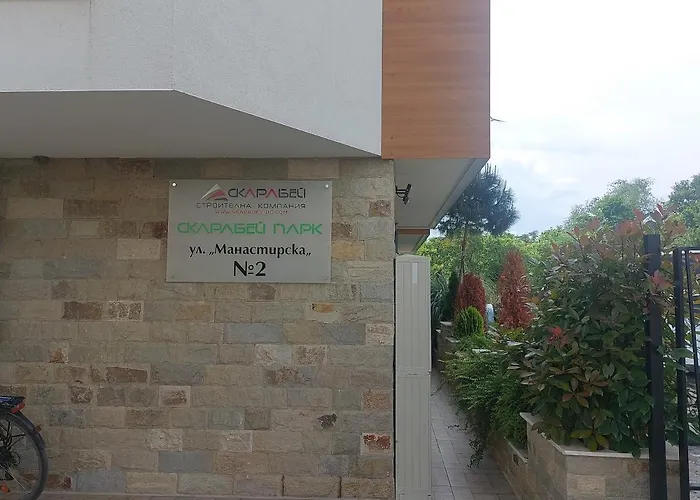 СКАРАБЕЙ
СТРОИТЕЛНА КОМПАНИЯ
СКАРАБЕЙ ПАРК
ул. „Манастирска„
№2